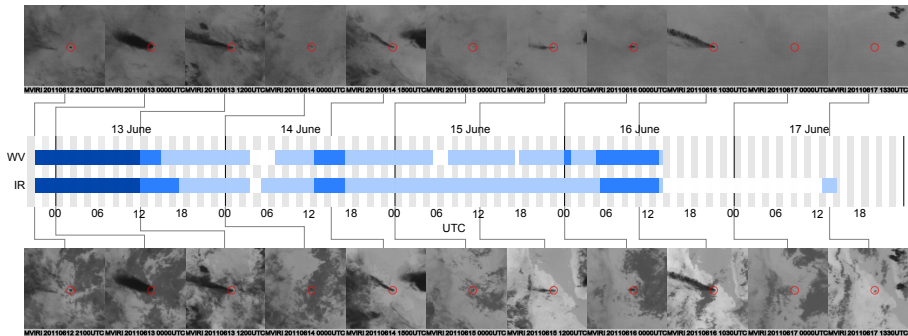 MVIRI 20110612 2100UTC MVIRI 20110613 0000UTC MVIRI 20110613 1200UTC MVIRI 20110614 0000UTC MVIRI 20110614 1500UTC MVIRI 20110615 0000UTC MVIRI 20110615 1200UTC MVIRI 20110616 0000UTC MVIRI 20110616 1030UTC MVIRI 20110617 0000UTC MVIRI 20110617 1330UTC
13 June 14 June 15 June 16 June 17 June
WV
IR
00 06 12 18 00 06 12 18 00 06 12 18 00 06 12 18 00 06 12 18
UTC
MVIRI 20110612 2100UTC MVIRI 20110613 0000UTC MVIRI 20110613 1200UTC MVIRI 20110614 0000UTC MVIRI 20110614 1500UTC MVIRI 20110615 0000UTC MVIRI 20110615 1200UTC MVIRI 20110616 0000UTC MVIRI 20110616 1030UTC MVIRI 20110617 0000UTC MVIRI 20110617 1330UTC